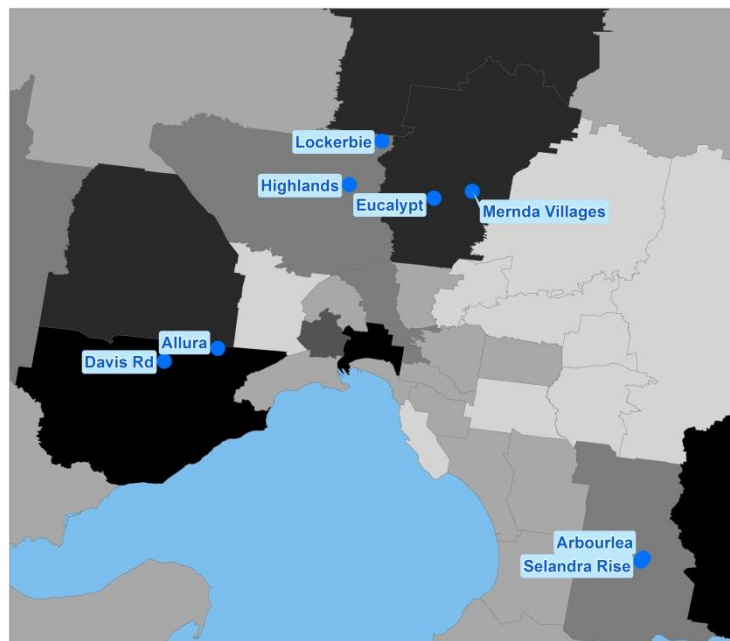 Lockerbie
Highlands
Eucalypt
Mernda Villages
Allura
Davis Rd
Arbourlea
Selandra Rise